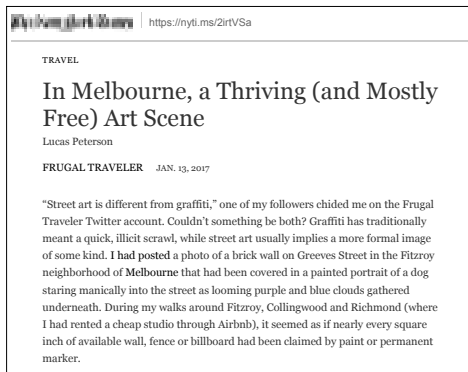 https://nyti.ms/2irtVSa
TRAVEL
In Melbourne, a Thriving (and Mostly
Free) Art Scene
Lucas Peterson
FRUGAL TRAVELER JAN. 13, 2017
“Street art is different from graffiti,” one of my followers chided me on the Frugal
Traveler Twitter account. Couldn’t something be both? Graffiti has traditionally
meant a quick, illicit scrawl, while street art usually implies a more formal image
of some kind. I had posted a photo of a brick wall on Greeves Street in the Fitzroy
neighborhood of Melbourne that had been covered in a painted portrait of a dog
staring manically into the street as looming purple and blue clouds gathered
underneath. During my walks around Fitzroy, Collingwood and Richmond (where
I had rented a cheap studio through Airbnb), it seemed as if nearly every square
inch of available wall, fence or billboard had been claimed by paint or permanent
marker.